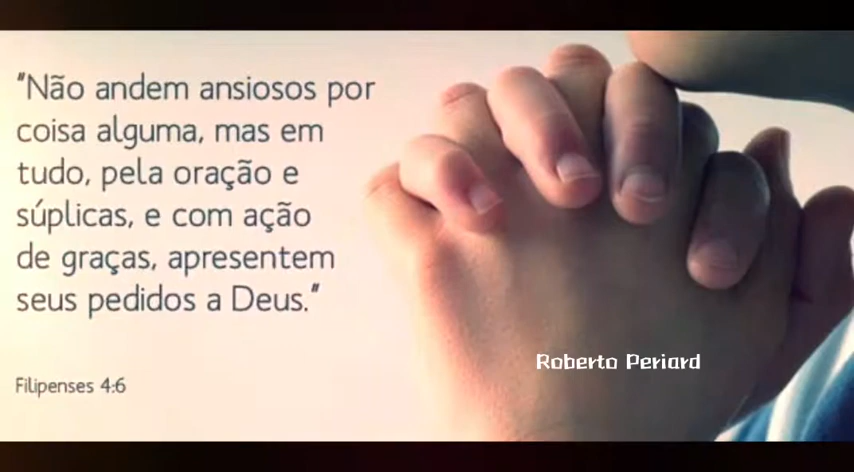 "Não andem ansiosos por
coisa alguma, mas em
tudo, pela oração e
súplicas, e com ação
de graças, apresentem
seus pedidos a Deus."
Roberto Periard
Filipenses 4:6